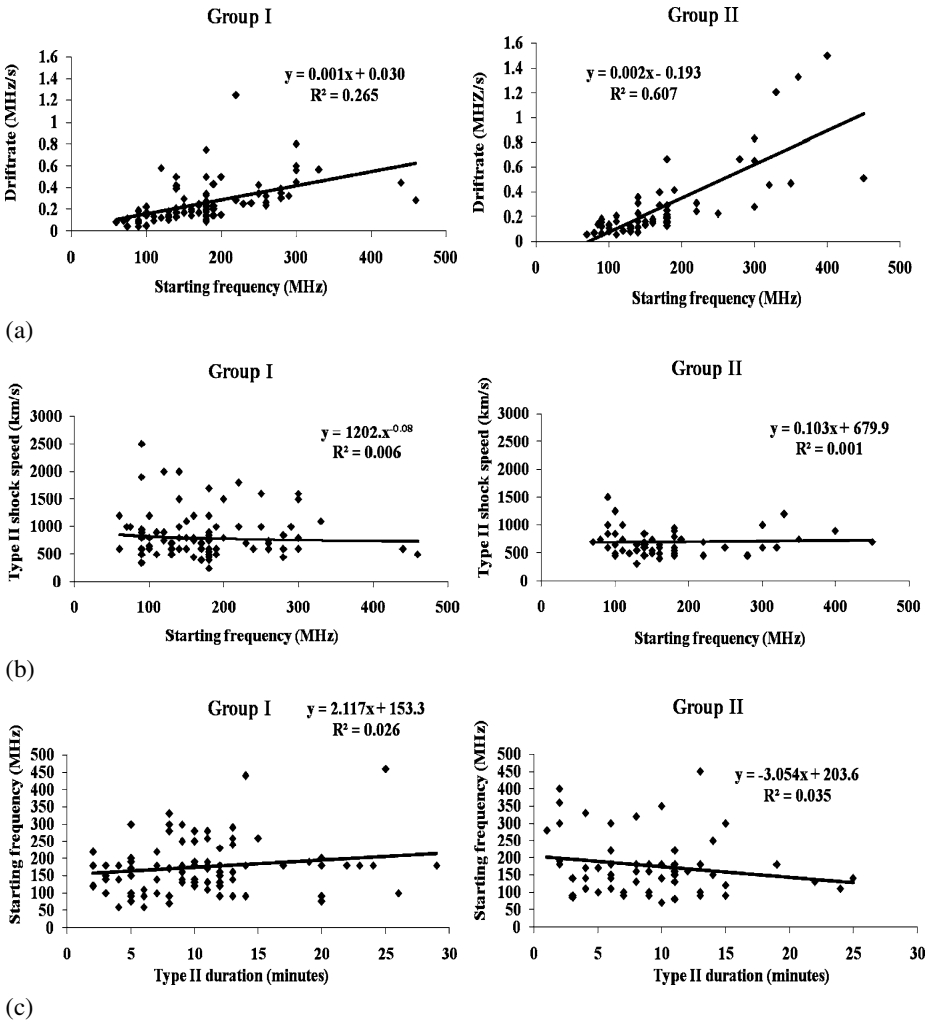 Group I
y = 0.001x + 0.030
R² = 0.265
Driftrate (MHz/s)
1.6
1.4
1.2
1
0.8
0.6
0.4
0.2
0
0 100 200 300 400 500
Starting frequency (MHz)
Group II
y = 0.002x - 0.193
R² = 0.607
Driftrate (MHZ/s)
1.6
1.4
1.2
1
0.8
0.6
0.4
0.2
0
0 100 200 300 400 500
Starting frequency (MHz)
(a)
Group I
y = 1202.x⁻⁰·⁰⁸
R² = 0.006
Type II shock speed (km/s)
3000
2500
2000
1500
1000
500
0
0 100 200 300 400 500
Starting frequency (MHz)
Group II
y = 0.103x + 679.9
R² = 0.001
Type II shock speed (km/s)
3000
2500
2000
1500
1000
500
0
0 100 200 300 400 500
Starting frequency (MHz)
(b)
Group I
y = 2.117x + 153.3
R² = 0.026
Starting frequency (MHz)
500
450
400
350
300
250
200
150
100
50
0
0 5 10 15 20 25 30
Type II duration (minutes)
Group II
y = -3.054x + 203.6
R² = 0.035
Starting frequency (MHz)
500
450
400
350
300
250
200
150
100
50
0
0 5 10 15 20 25 30
Type II duration (minutes)
(c)